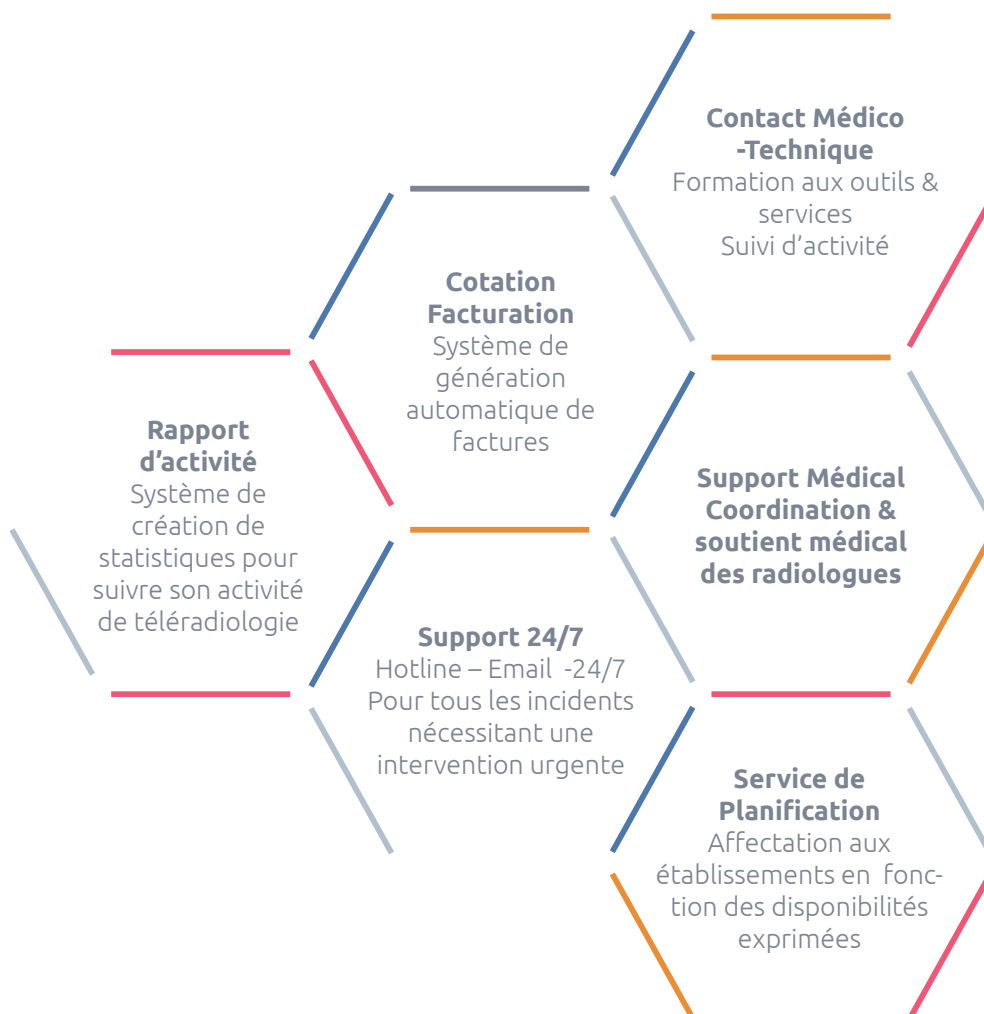 Contact Médico
-Technique
Formation aux outils &
services
Suivi d’activité
Cotation
Facturation
Système de
génération
automatique de
factures
Rapport
d’activité
Système de
création de
statistiques pour
suivre son activité
de téléradiologie
Support Médical
Coordination &
soutient médical
des radiologues
Support 24/7
Hotline – Email  -24/7
Pour tous les incidents
nécessitant une
intervention urgente
Service de
Planification
Affectation aux
établissements en  fonc-
tion des disponibilités
exprimées